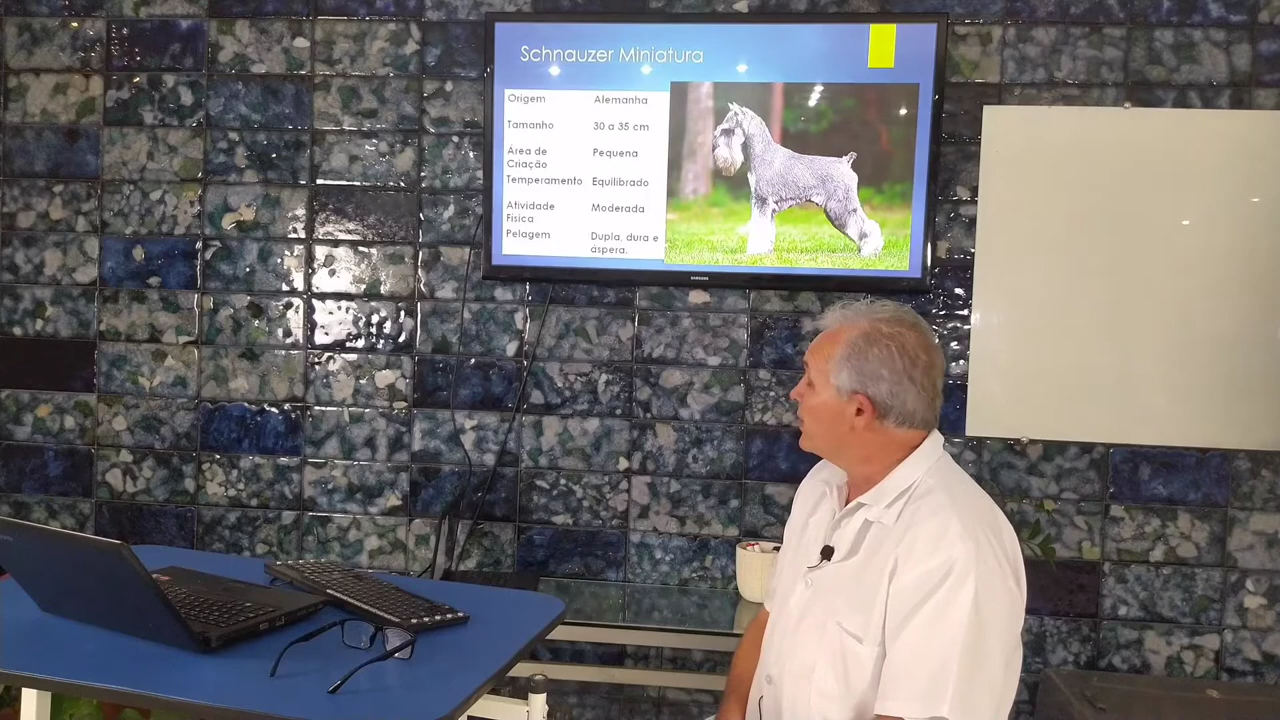 Schnauzer Miniatura
Origem Alemanha
Tamanho 30 a 35 cm
Área de Pequena
Criação
Temperamento Equilibrado
Atividade Moderada
Física
Pelagem Dupla, dura e
áspera.
SAMSUNG